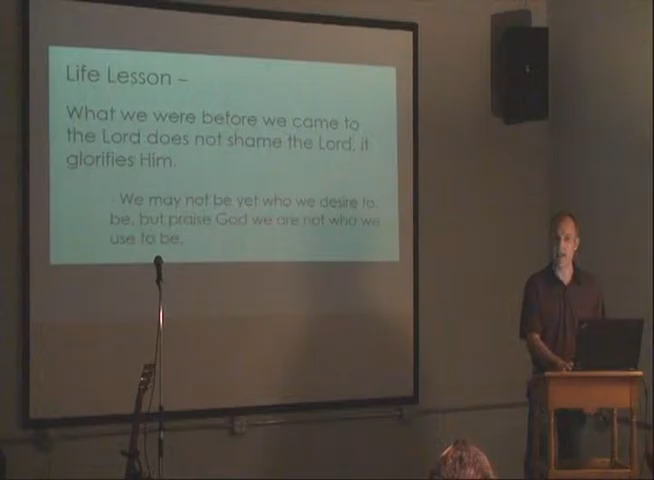 Life Lesson –
What we were before we came to
the Lord does not shame the Lord, it
glorifies Him.
- We may not be yet who we desire to
be, but praise God we are not who we
use to be.